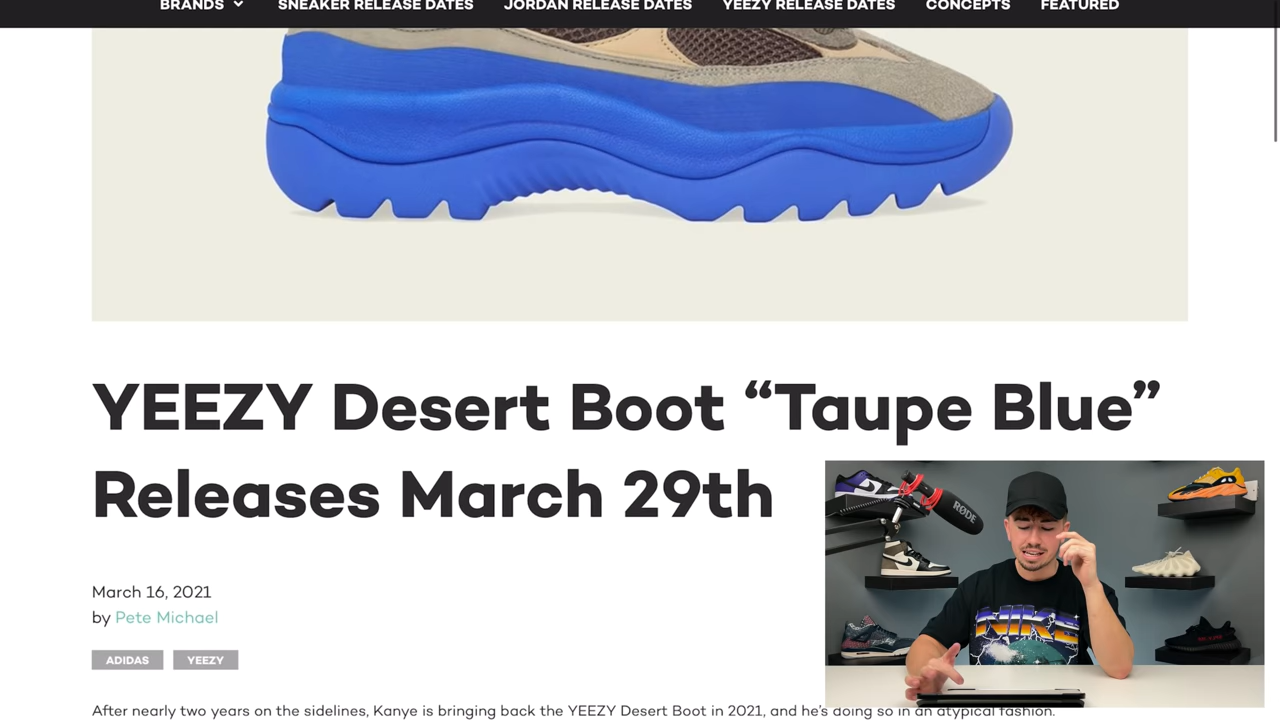 BRANDS
SNEAKER RELEASE DATES
JORDAN RELEASE DATES
YEEZY RELEASE DATES
CONCEPTS
FEATURED
YEEZY Desert Boot “Taupe Blue”
Releases March 29th
March 16, 2021
by Pete Michael
ADIDAS
YEEZY
After nearly two years on the sidelines, Kanye is bringing back the YEEZY Desert Boot in 2021, and he’s doing so in an atypical fashion.
RØDE
NIKE